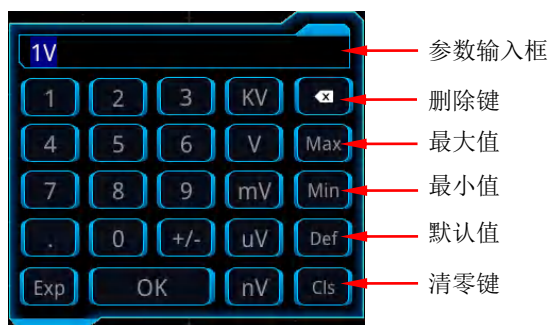 1V 参数输入框
1 2 3 KV 删除键
4 5 6 V Max 最大值
7 8 9 mV Min 最小值
. 0 +/- uV Def 默认值
Exp OK nV Cls 清零键